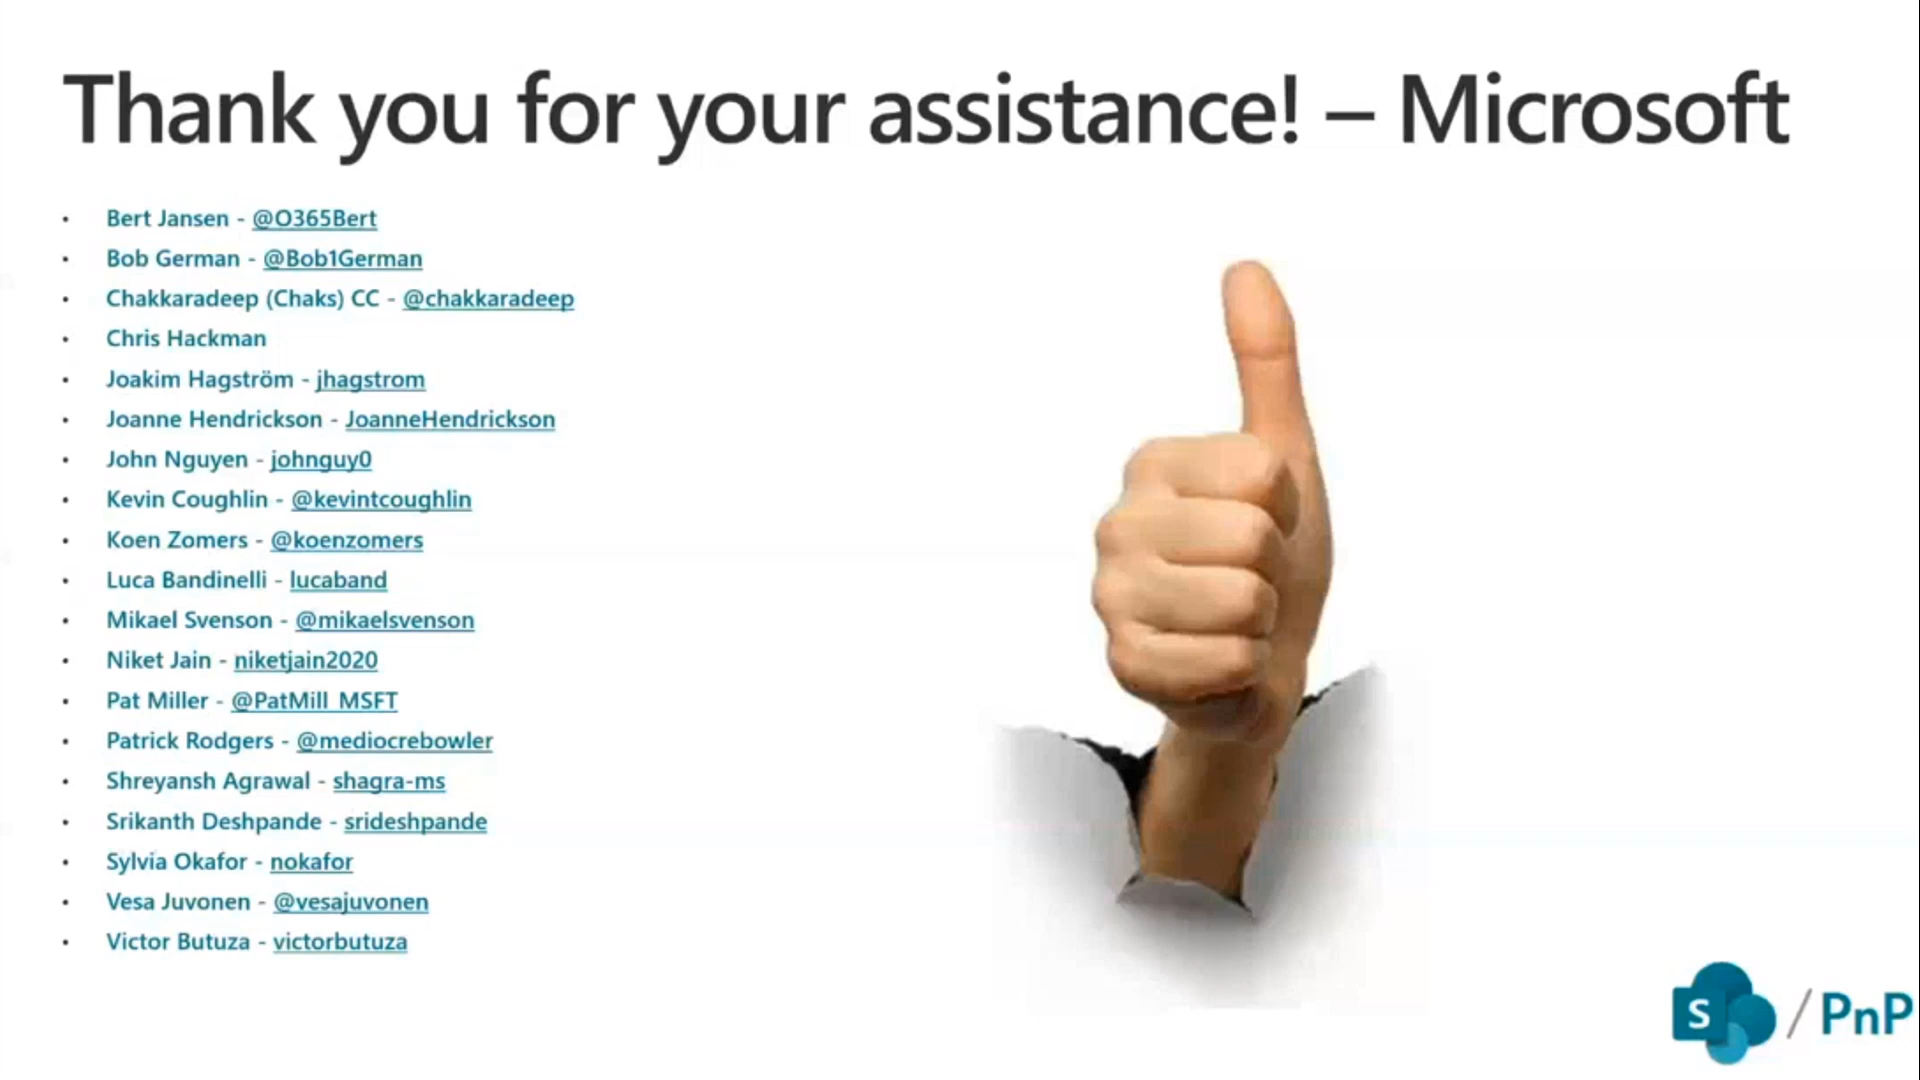 Thank you for your assistance! – Microsoft
• Bert Jansen - @O365Bert
• Bob German - @Bob1German
• Chakkaradeep (Chaks) CC - @chakkaradeep
• Chris Hackman
• Joakim Hagström - jhagstrom
• Joanne Hendrickson - JoanneHendrickson
• John Nguyen - johnguy0
• Kevin Coughlin - @kevintcoughlin
• Koen Zomers - @koenzomers
• Luca Bandinelli - lucaband
• Mikael Svenson - @mikaelsvenson
• Niket Jain - niketjain2020
• Pat Miller - @PatMill_MSFT
• Patrick Rodgers - @mediocrebowler
• Shreyansh Agrawal - shagra-ms
• Srikanth Deshpande - srideshpande
• Sylvia Okafor - nokafor
• Vesa Juvonen - @vesajuvonen
• Victor Butuza - victorbutuza
S / PnP